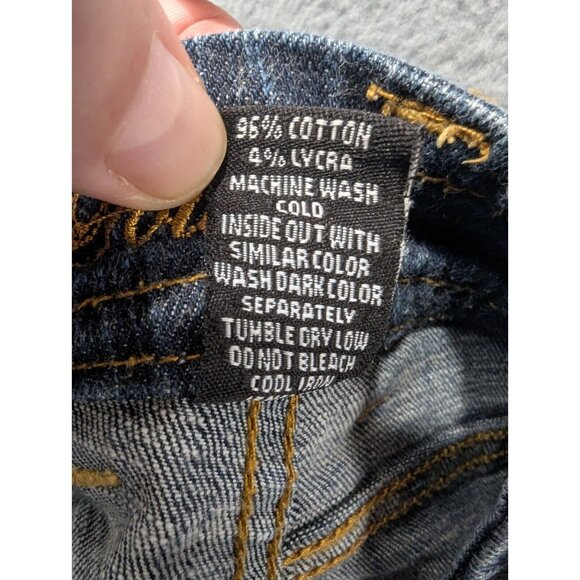 96% COTTON
4% LYCRA
MACHINE WASH
COLD
INSIDE OUT WITH
SIMILAR COLOR
WASH DARK COLOR
SEPARATELY
TUMBLE DRY LOW
DO NOT BLEACH
COOL IRON